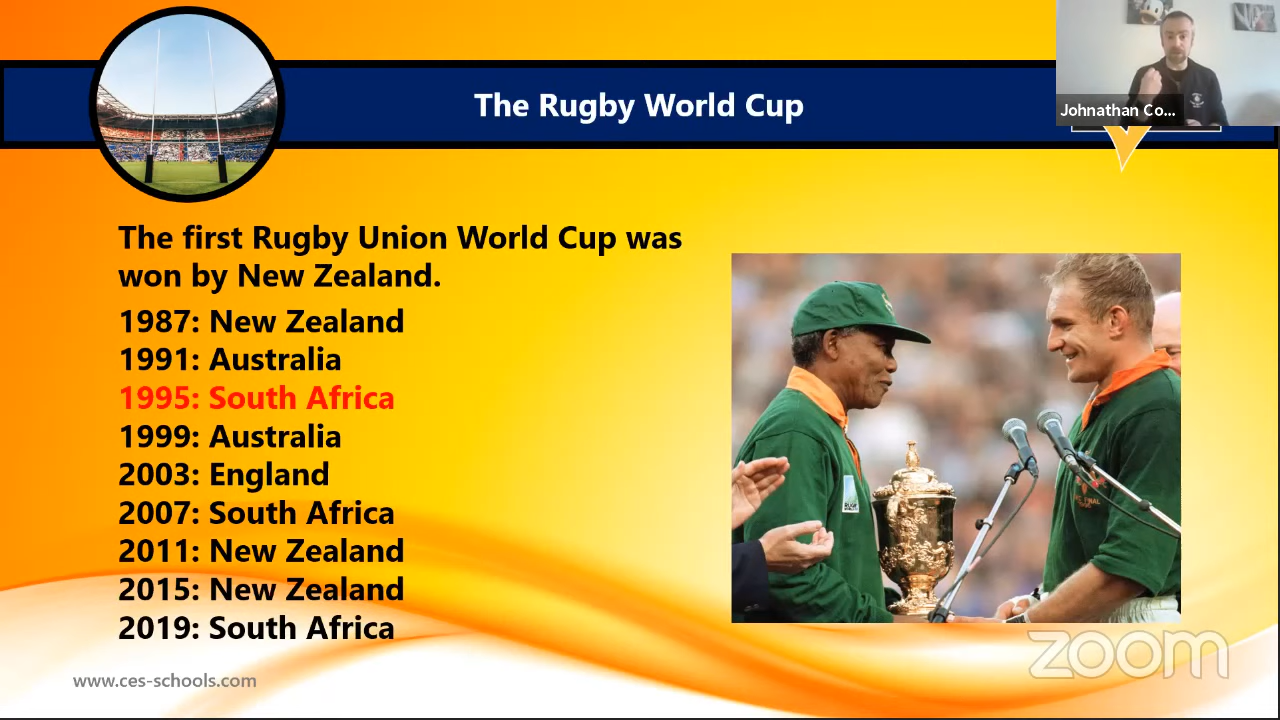 The Rugby World Cup
Johnathan Co...
The first Rugby Union World Cup was
won by New Zealand.
1987: New Zealand
1991: Australia
1995: South Africa
1999: Australia
2003: England
2007: South Africa
2011: New Zealand
2015: New Zealand
2019: South Africa
www.ces-schools.com
zoom